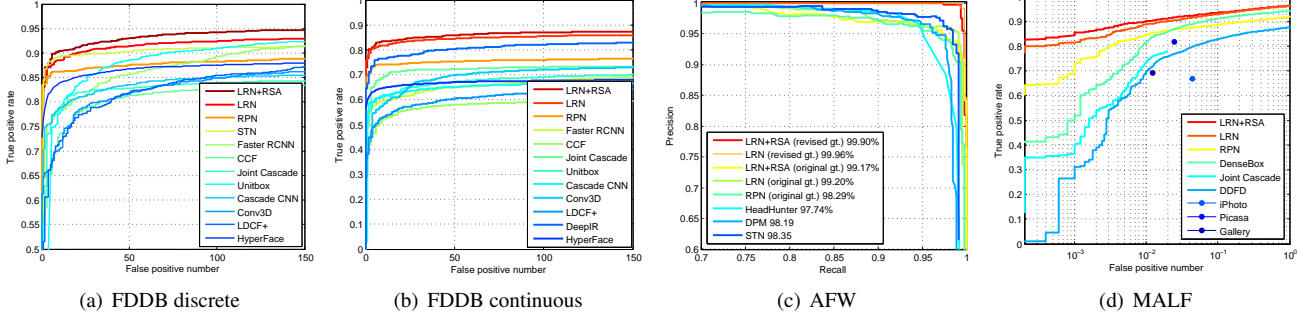 1
0.95
0.9
0.85
0.8
0.75
0.7
0.65
0.6
0.55
0.5
0 50 100 150
True positive rate
False positive number
LRN+RSA
LRN
RPN
STN
Faster RCNN
CCF
Joint Cascade
Unitbox
Cascade CNN
Conv3D
LDCF+
HyperFace
(a) FDDB discrete
1
0.9
0.8
0.7
0.6
0.5
0.4
0.3
0.2
0.1
0
0 50 100 150
True positive rate
False positive number
LRN+RSA
LRN
RPN
Faster RCNN
CCF
Joint Cascade
Unitbox
Cascade CNN
Conv3D
LDCF+
DeepIR
HyperFace
(b) FDDB continuous
1
0.95
0.9
0.85
0.8
0.75
0.7
0.65
0.6
0.7 0.75 0.8 0.85 0.9 0.95 1
Precision
Recall
LRN+RSA (revised gt.) 99.90%
LRN (revised gt.) 99.96%
LRN+RSA (original gt.) 99.17%
LRN (original gt.) 99.20%
RPN (original gt.) 98.29%
HeadHunter 97.74%
DPM 98.19
STN 98.35
(c) AFW
0.9
0.8
0.7
0.6
0.5
0.4
0.3
0.2
0.1
0
10⁻³ 10⁻² 10⁻¹ 10⁰
True positive rate
False positive number
LRN+RSA
LRN
RPN
DenseBox
Joint Cascade
DDFD
iPhoto
Picasa
Gallery
(d) MALF